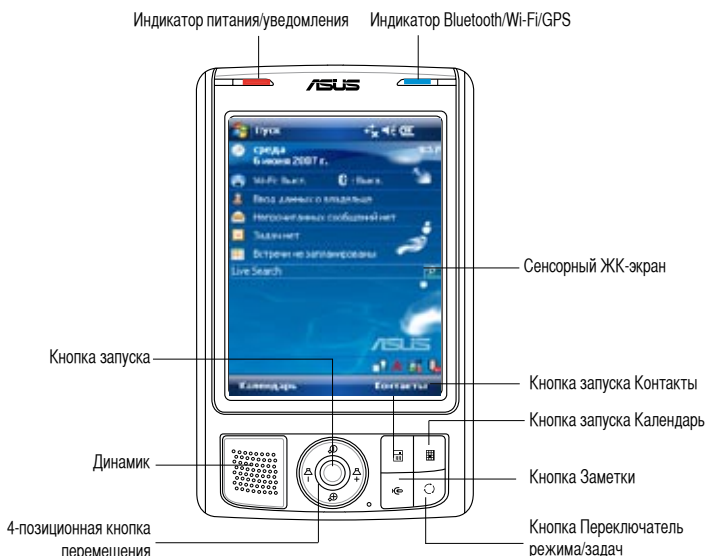 Индикатор питания/уведомления
Индикатор Bluetooth/Wi-Fi/GPS
ASUS
Пуск
среда
6 июня 2007 г.
Wi-Fi: Выкл.
: Выкл.
Ввод данных о владельце
Непрочитанных сообщений нет
Задач нет
Встречи не запланированы
Live Search
ASUS
Календарь
Контакты
Сенсорный ЖК-экран
Кнопка запуска
Кнопка запуска Контакты
Кнопка запуска Календарь
Динамик
Кнопка Заметки
4-позиционная кнопка
перемещения
Кнопка Переключатель
режима/задач